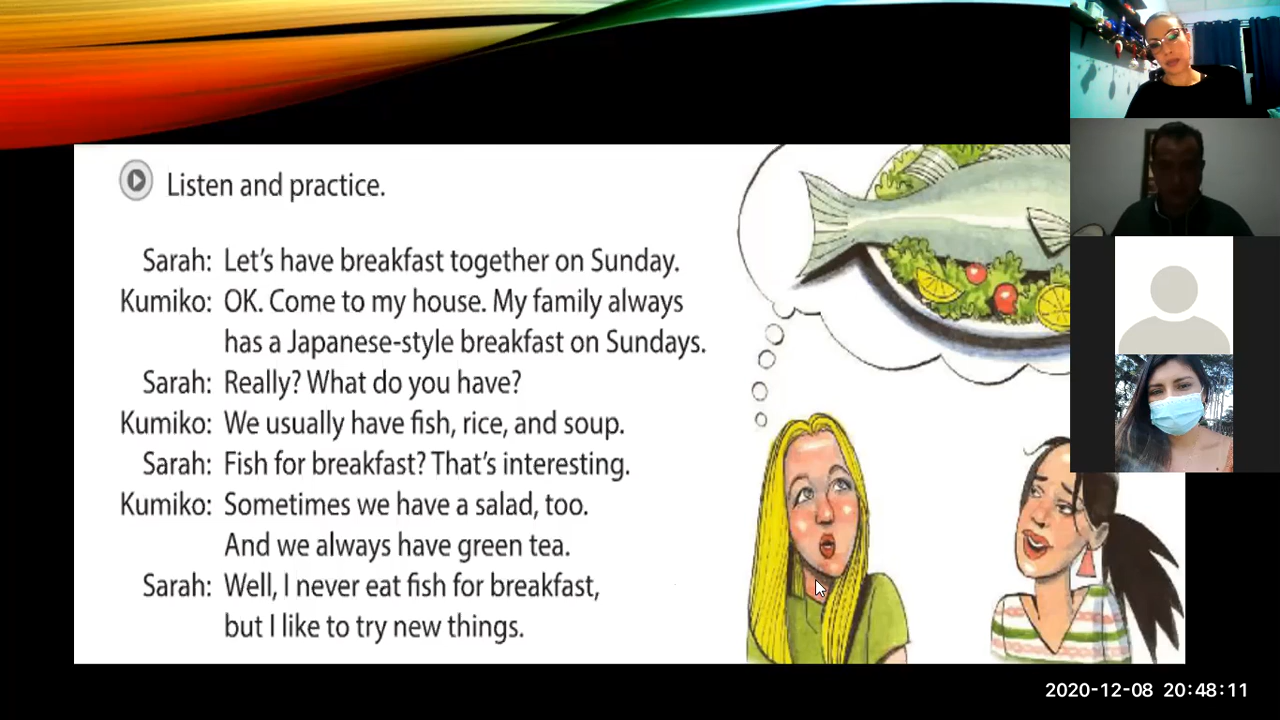 Listen and practice.
Sarah: Let's have breakfast together on Sunday.
Kumiko: OK. Come to my house. My family always
has a Japanese-style breakfast on Sundays.
Sarah: Really? What do you have?
Kumiko: We usually have fish, rice, and soup.
Sarah: Fish for breakfast? That's interesting.
Kumiko: Sometimes we have a salad, too.
And we always have green tea.
Sarah: Well, I never eat fish for breakfast,
but I like to try new things.
2020-12-08 20:48:11